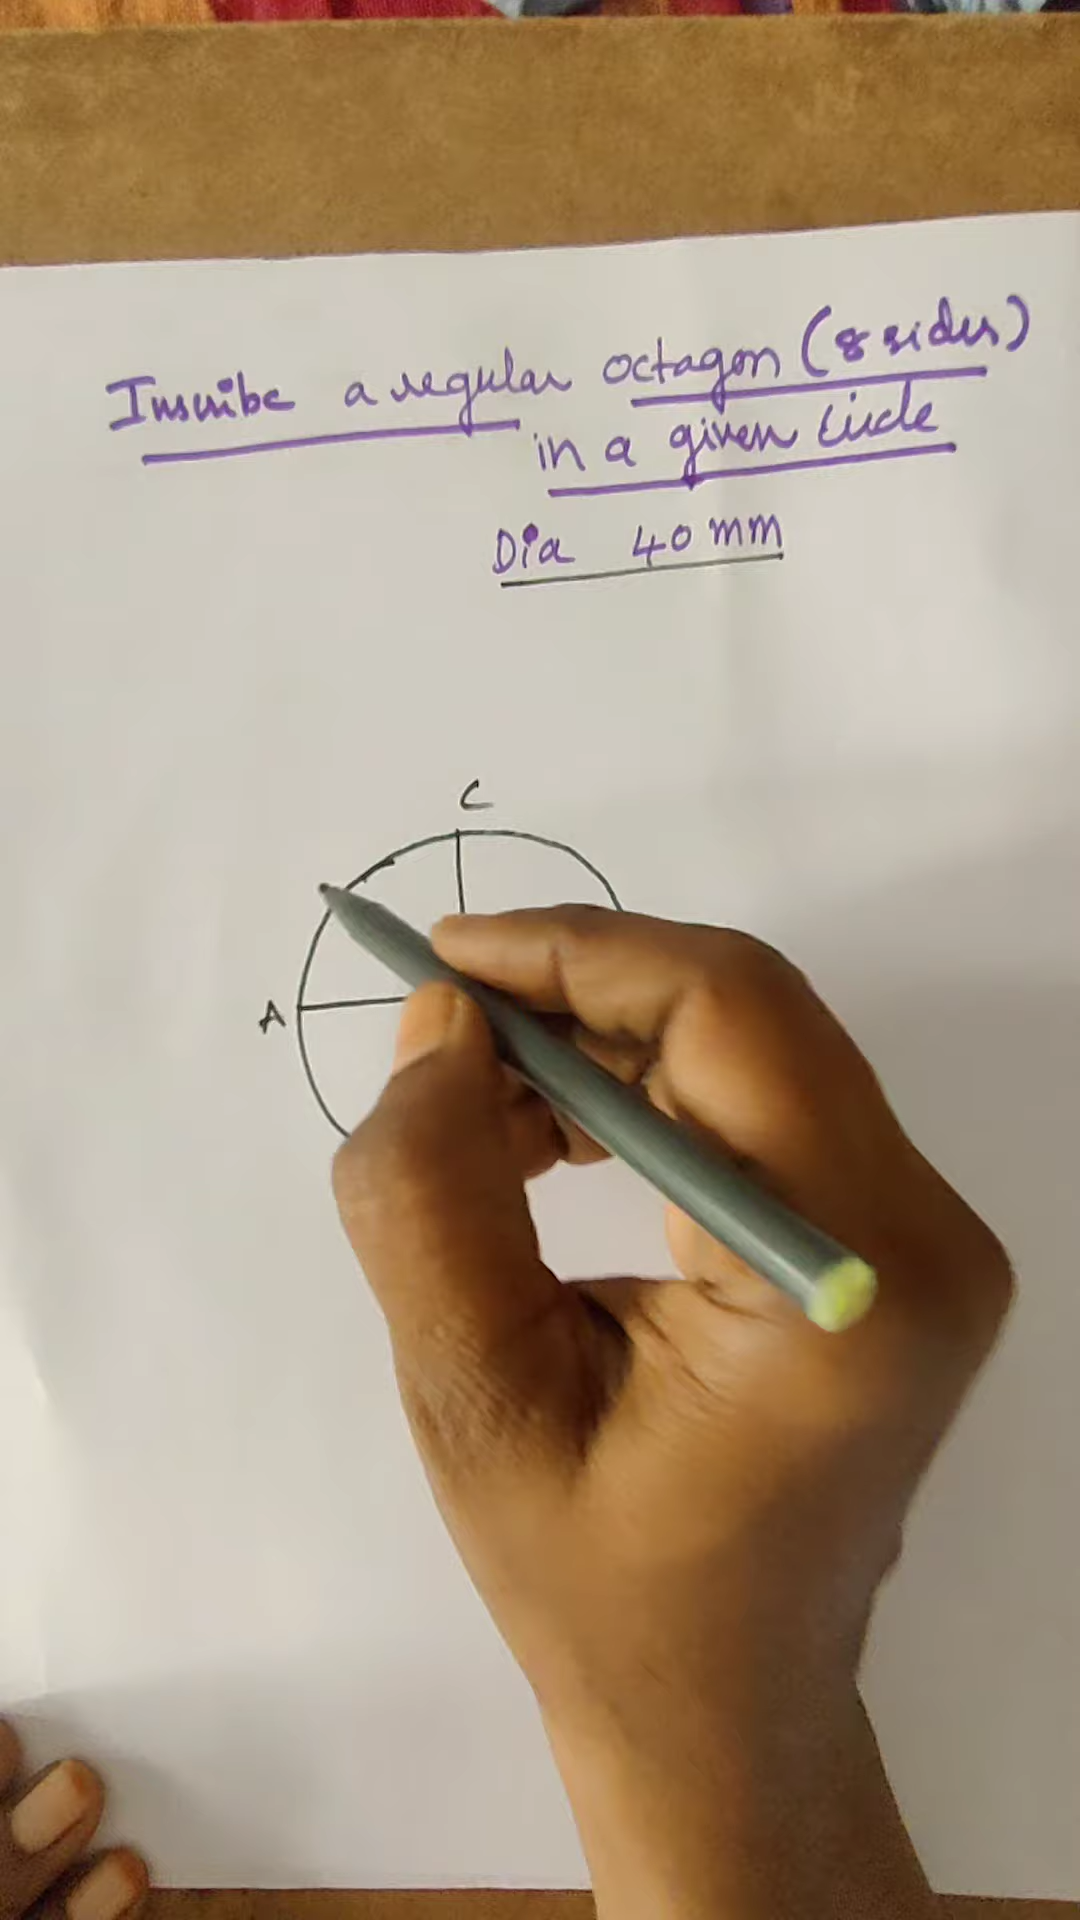 Inscribe a regular octagon (8 sides)
in a given circle
Dia 40 mm
C
A